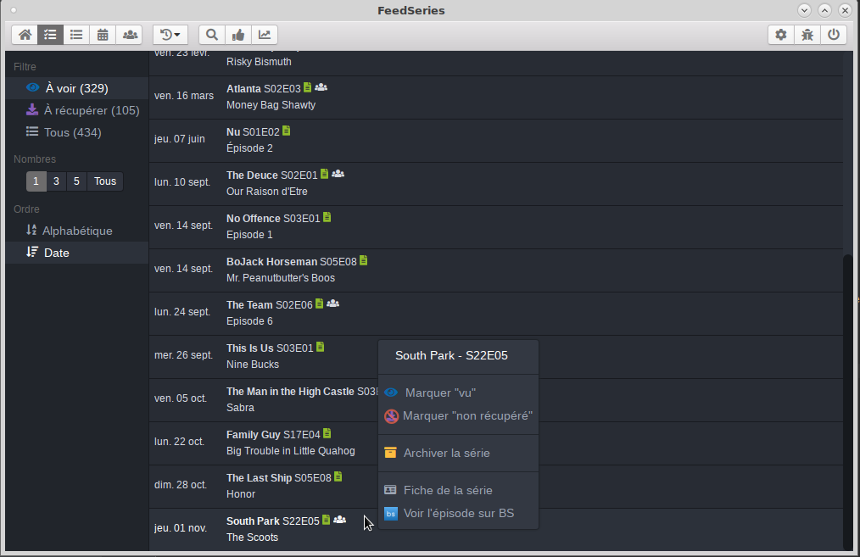 FeedSeries
Filtre
À voir (329)
À récupérer (105)
Tous (434)
Nombres
1 3 5 Tous
Ordre
Alphabétique
Date
ven. 23 févr.
Risky Bismuth
ven. 16 mars
Atlanta S02E03
Money Bag Shawty
jeu. 07 juin
Nu S01E02
Épisode 2
lun. 10 sept.
The Deuce S02E01
Our Raison d'Etre
ven. 14 sept.
No Offence S03E01
Episode 1
ven. 14 sept.
BoJack Horseman S05E08
Mr. Peanutbutter's Boos
lun. 24 sept.
The Team S02E06
Episode 6
mer. 26 sept.
This Is Us S03E01
Nine Bucks
ven. 05 oct.
The Man in the High Castle S03
Sabra
lun. 22 oct.
Family Guy S17E04
Big Trouble in Little Quahog
dim. 28 oct.
The Last Ship S05E08
Honor
jeu. 01 nov.
South Park S22E05
The Scoots
South Park - S22E05
Marquer "vu"
Marquer "non récupéré"
Archiver la série
Fiche de la série
bs Voir l'épisode sur BS